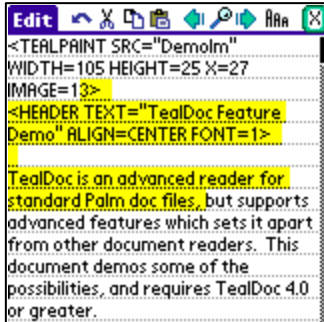 Edit
<TEALPAINT SRC="DemoIm"
WIDTH=105 HEIGHT=25 X=27
IMAGE=13>
<HEADER TEXT="TealDoc Feature
Demo" ALIGN=CENTER FONT=1>
TealDoc is an advanced reader for
standard Palm doc files, but supports
advanced features which sets it apart
from other document readers. This
document demos some of the
possibilities, and requires TealDoc 4.0
or greater.